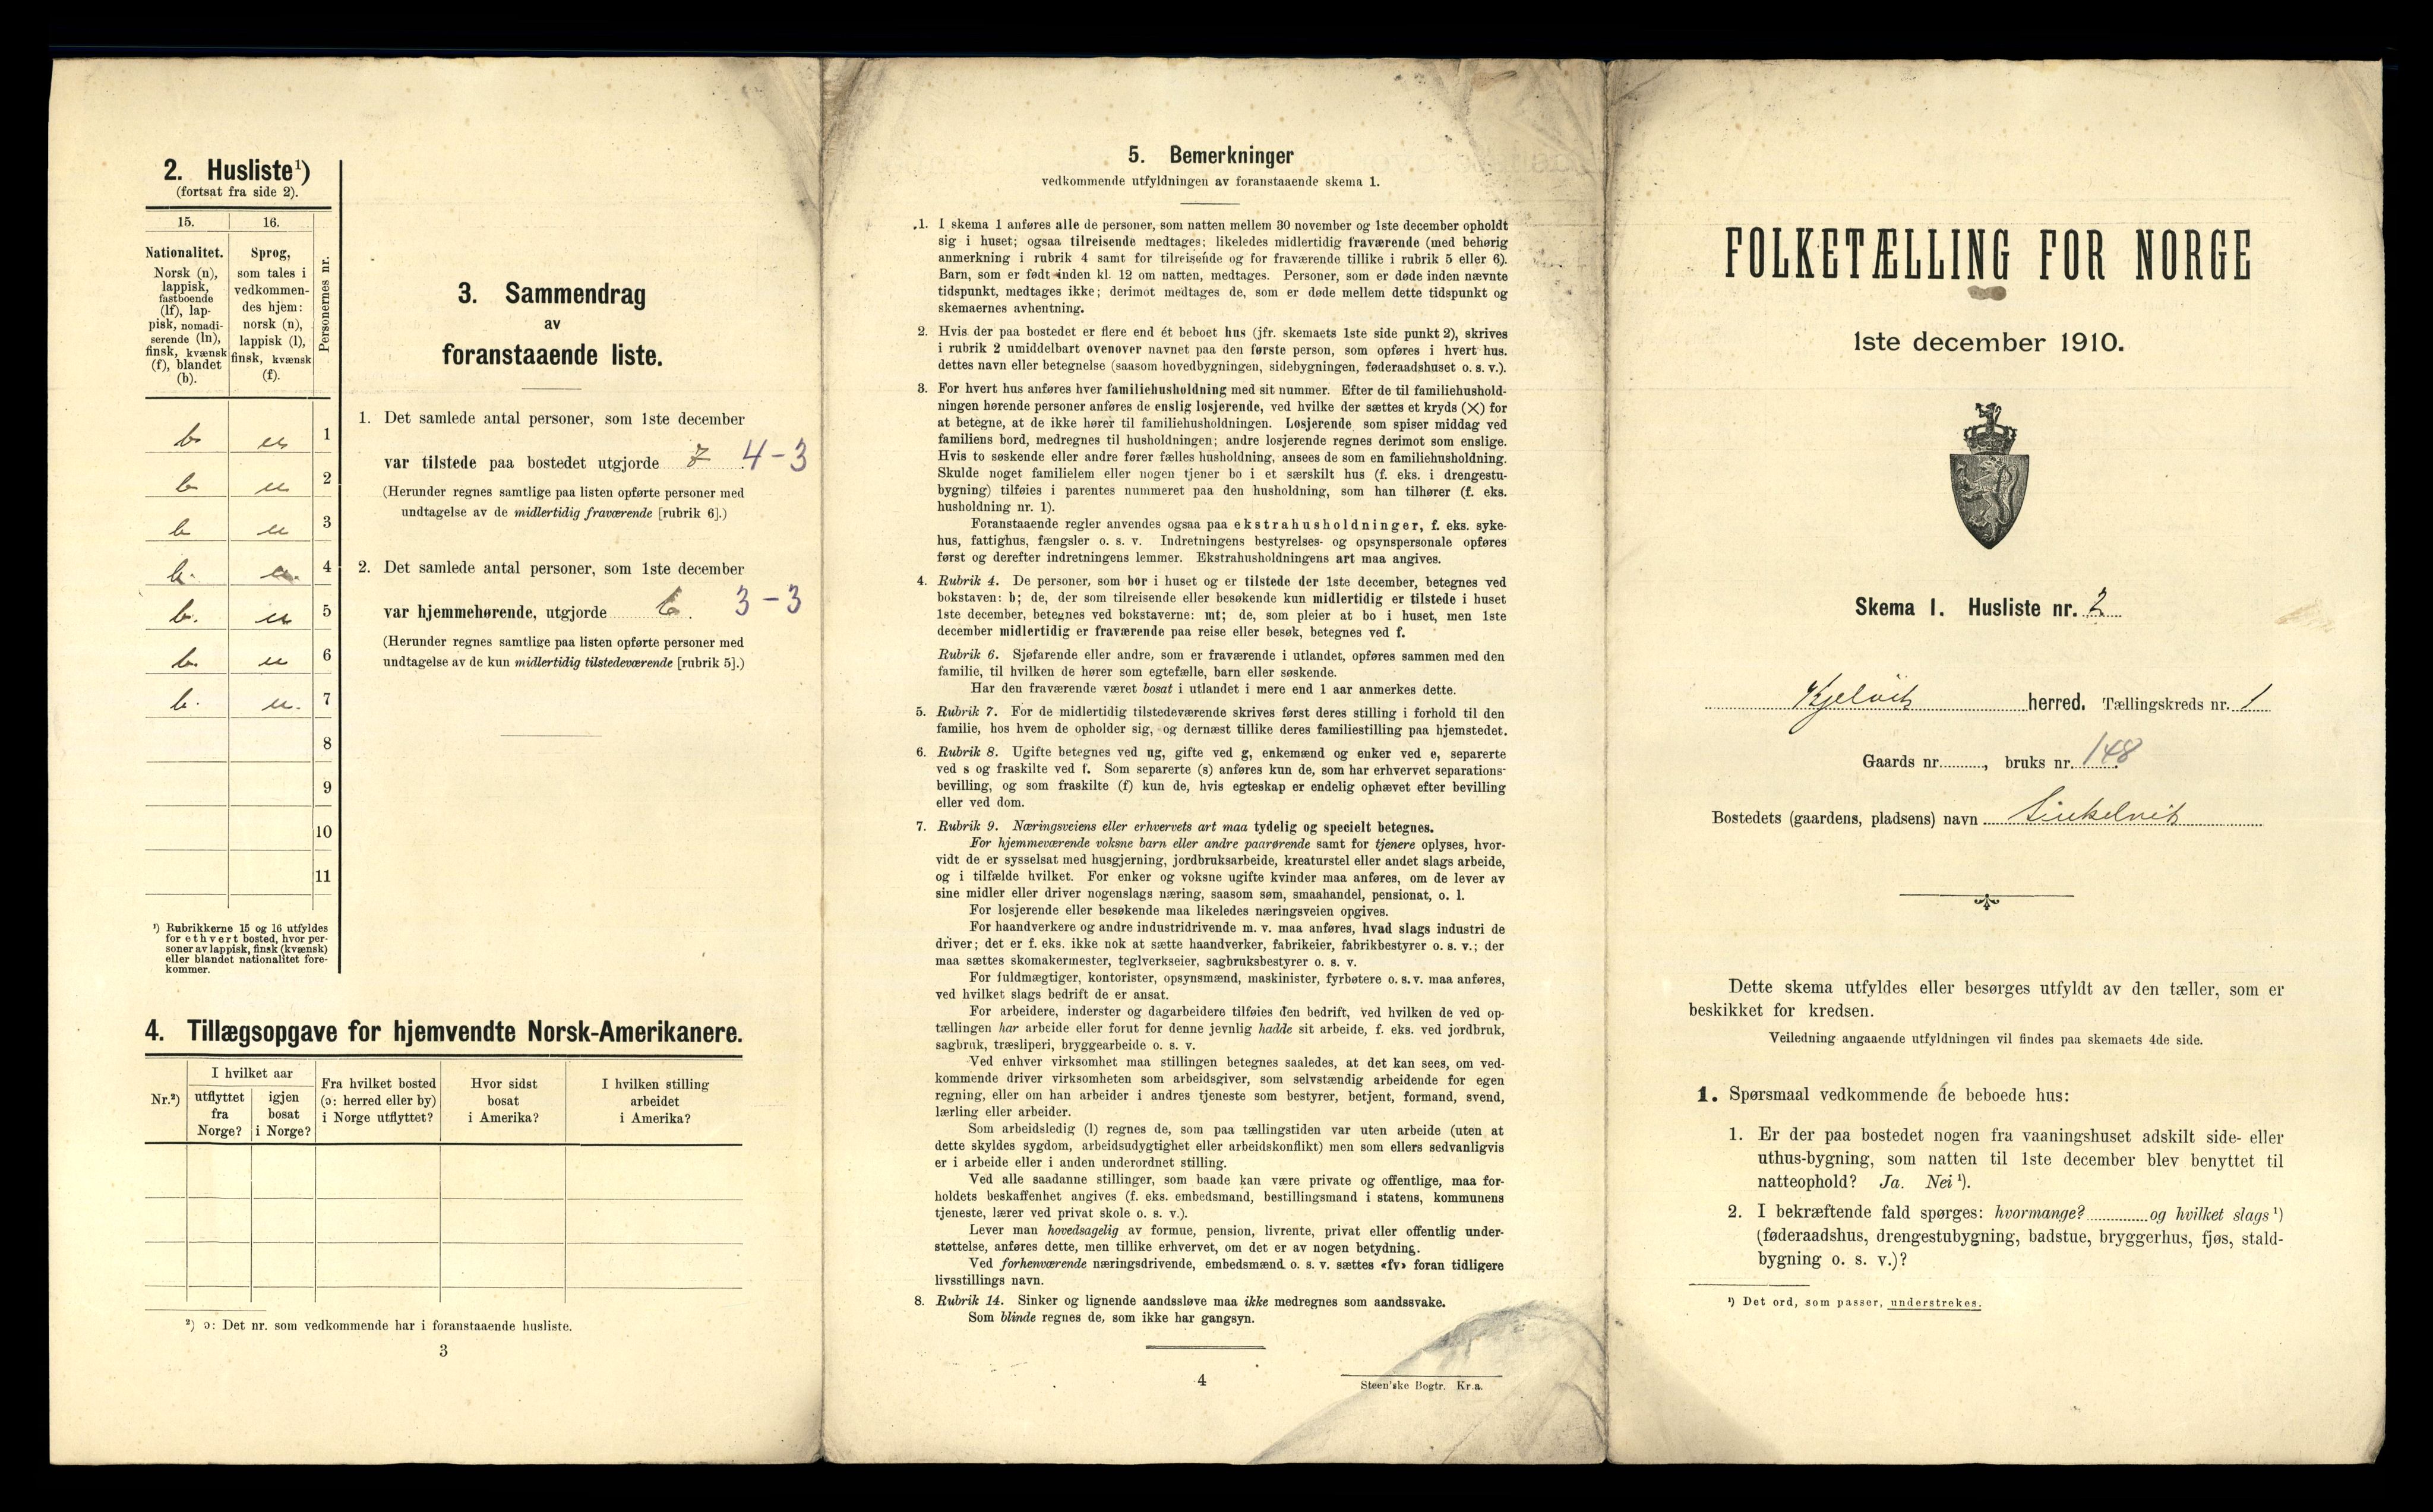 2. Husliste¹)
(fortsat fra side 2).
15. 16.
Personernes nr.
Nationalitet.
Norsk (n),
lappisk,
fastboende
(lf), lap-
pisk, nomadi-
serende (ln),
finsk, kvænsk
(f), blandet
(b).
Sprog,
som tales i
vedkommen-
des hjem:
norsk (n),
lappisk (l),
finsk, kvænsk
(f).
b n 1
b n 2
b n 3
b. n. 4
b. n 5
b. n 6
b. n. 7
8
9
10
11
¹) Rubrikkerne 15 og 16 utfyldes
for ethvert bosted, hvor per-
soner av lappisk, finsk (kvænsk)
eller blandet nationalitet fore-
kommer.
3. Sammendrag
av
foranstaaende liste.
1. Det samlede antal personer, som 1ste december
var tilstede paa bostedet utgjorde 7 4-3
(Herunder regnes samtlige paa listen opførte personer med
undtagelse av de midlertidig fraværende [rubrik 6].)
2. Det samlede antal personer, som 1ste december
var hjemmehørende, utgjorde 6. 3-3
(Herunder regnes samtlige paa listen opførte personer med
undtagelse av de kun midlertidig tilstedeværende [rubrik 5].)
4. Tillægsopgave for hjemvendte Norsk-Amerikanere.
Nr.²)
I hvilket aar
utflyttet
fra
Norge?
igjen
bosat
i Norge?
Fra hvilket bosted
(ɔ: herred eller by)
i Norge utflyttet?
Hvor sidst
bosat
i Amerika?
I hvilken stilling
arbeidet
i Amerika?
²) ɔ: Det nr. som vedkommende har i foranstaaende husliste.
3
5. Bemerkninger
vedkommende utfyldningen av foranstaaende skema 1.
1. I skema 1 anføres alle de personer, som natten mellem 30 november og 1ste december opholdt
sig i huset; ogsaa tilreisende medtages; likeledes midlertidig fraværende (med behørig
anmerkning i rubrik 4 samt for tilreisende og for fraværende tillike i rubrik 5 eller 6).
Barn, som er født inden kl. 12 om natten, medtages. Personer, som er døde inden nævnte
tidspunkt, medtages ikke; derimot medtages de, som er døde mellem dette tidspunkt og
skemaernes avhentning.
2. Hvis der paa bostedet er flere end ét beboet hus (jfr. skemaets 1ste side punkt 2), skrives
i rubrik 2 umiddelbart ovenover navnet paa den første person, som opføres i hvert hus.
dettes navn eller betegnelse (saasom hovedbygningen, sidebygningen, føderaadshuset o. s. v.).
3. For hvert hus anføres hver familiehusholdning med sit nummer. Efter de til familiehushold-
ningen hørende personer anføres de enslig losjerende, ved hvilke der sættes et kryds (×) for
at betegne, at de ikke hører til familiehusholdningen. Losjerende som spiser middag ved
familiens bord, medregnes til husholdningen; andre losjerende regnes derimot som enslige.
Hvis to søskende eller andre fører fælles husholdning, ansees de som en familiehusholdning.
Skulde noget familielem eller nogen tjener bo i et særskilt hus (f. eks. i drengestu-
bygning) tilføies i parentes nummeret paa den husholdning, som han tilhører (f. eks.
husholdning nr. 1).
Foranstaaende regler anvendes ogsaa paa ekstrahusholdninger, f. eks. syke-
hus, fattighus, fængsler o. s. v. Indretningens bestyrelses- og opsynspersonale opføres
først og derefter indretningens lemmer. Ekstrahusholdningens art maa angives.
4. Rubrik 4. De personer, som bor i huset og er tilstede der 1ste december, betegnes ved
bokstaven: b; de, der som tilreisende eller besøkende kun midlertidig er tilstede i huset
1ste december, betegnes ved bokstaverne: mt; de, som pleier at bo i huset, men 1ste
december midlertidig er fraværende paa reise eller besøk, betegnes ved f.
Rubrik 6. Sjøfarende eller andre, som er fraværende i utlandet, opføres sammen med den
familie, til hvilken de hører som egtefælle, barn eller søskende.
Har den fraværende været bosat i utlandet i mere end 1 aar anmerkes dette.
5. Rubrik 7. For de midlertidig tilstedeværende skrives først deres stilling i forhold til den
familie, hos hvem de opholder sig, og dernæst tillike deres familiestilling paa hjemstedet.
6. Rubrik 8. Ugifte betegnes ved ug, gifte ved g, enkemænd og enker ved e, separerte
ved s og fraskilte ved f. Som separerte (s) anføres kun de, som har erhvervet separations-
bevilling, og som fraskilte (f) kun de, hvis egteskap er endelig ophævet efter bevilling
eller ved dom.
7. Rubrik 9. Næringsveiens eller erhvervets art maa tydelig og specielt betegnes.
For hjemmeværende voksne barn eller andre paarørende samt for tjenere oplyses, hvor-
vidt de er sysselsat med husgjerning, jordbruksarbeide, kreaturstel eller andet slags arbeide,
og i tilfælde hvilket. For enker og voksne ugifte kvinder maa anføres, om de lever av
sine midler eller driver nogenslags næring, saasom søm, smaahandel, pensionat, o. l.
For losjerende eller besøkende maa likeledes næringsveien opgives.
For haandverkere og andre industridrivende m. v. maa anføres, hvad slags industri de
driver; det er f. eks. ikke nok at sætte haandverker, fabrikeier, fabrikbestyrer o. s. v.; der
maa sættes skomakermester, teglverkseier, sagbruksbestyrer o. s. v.
For fuldmægtiger, kontorister, opsynsmænd, maskinister, fyrbøtere o. s. v. maa anføres,
ved hvilket slags bedrift de er ansat.
For arbeidere, inderster og dagarbeidere tilføies den bedrift, ved hvilken de ved op-
tællingen har arbeide eller forut for denne jevnlig hadde sit arbeide, f. eks. ved jordbruk,
sagbruk, træsliperi, bryggearbeide o. s. v.
Ved enhver virksomhet maa stillingen betegnes saaledes, at det kan sees, om ved-
kommende driver virksomheten som arbeidsgiver, som selvstændig arbeidende for egen
regning, eller om han arbeider i andres tjeneste som bestyrer, betjent, formand, svend,
lærling eller arbeider.
Som arbeidsledig (l) regnes de, som paa tællingstiden var uten arbeide (uten at
dette skyldes sygdom, arbeidsudygtighet eller arbeidskonflikt) men som ellers sedvanligvis
er i arbeide eller i anden underordnet stilling.
Ved alle saadanne stillinger, som baade kan være private og offentlige, maa for-
holdets beskaffenhet angives (f. eks. embedsmand, bestillingsmand i statens, kommunens
tjeneste, lærer ved privat skole o. s. v.).
Lever man hovedsagelig av formue, pension, livrente, privat eller offentlig under-
støttelse, anføres dette, men tillike erhvervet, om det er av nogen betydning.
Ved forhenværende næringsdrivende, embedsmænd o. s. v. sættes «fv» foran tidligere
livsstillings navn.
8. Rubrik 14. Sinker og lignende aandssløve maa ikke medregnes som aandssvake.
Som blinde regnes de, som ikke har gangsyn.
4
Steen'ske Bogtr. Kr.a.
FOLKETÆLLING FOR NORGE
1ste december 1910.
Skema 1. Husliste nr. 2
Kjelvik herred. Tællingskreds nr. 1
Gaards nr. , bruks nr. 148
Bostedets (gaardens, pladsens) navn
Dette skema utfyldes eller besørges utfyldt av den tæller, som er
beskikket for kredsen.
Veiledning angaaende utfyldningen vil findes paa skemaets 4de side.
1. Spørsmaal vedkommende de beboede hus:
1. Er der paa bostedet nogen fra vaaningshuset adskilt side- eller
uthus-bygning, som natten til 1ste december blev benyttet til
natteophold? Ja. Nei ¹).
2. I bekræftende fald spørges: hvormange? og hvilket slags ¹)
(føderaadshus, drengestubygning, badstue, bryggerhus, fjøs, stald-
bygning o. s. v.)?
¹) Det ord, som passer, understrekes.